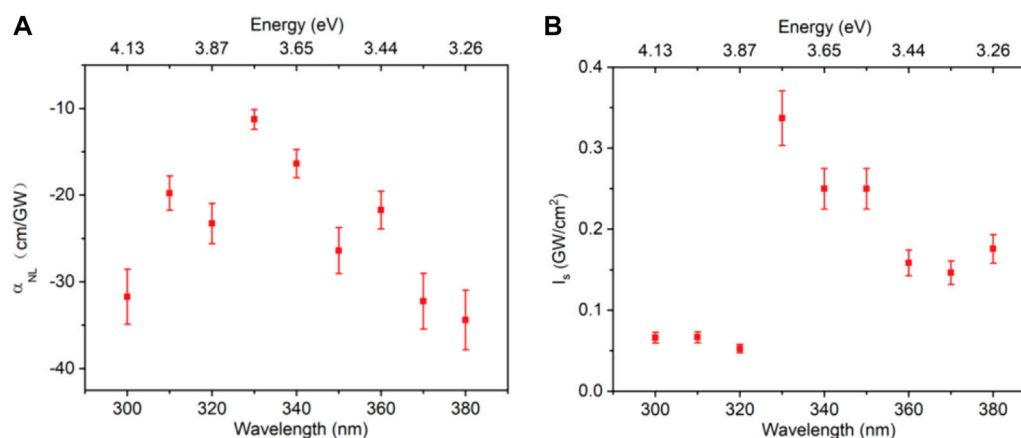 A
Energy (eV)
4.13 3.87 3.65 3.44 3.26
α NL (cm/GW)
-10
-20
-30
-40
300 320 340 360 380
Wavelength (nm)
B
Energy (eV)
4.13 3.87 3.65 3.44 3.26
Is (GW/cm2)
0.4
0.3
0.2
0.1
0.0
300 320 340 360 380
Wavelength (nm)